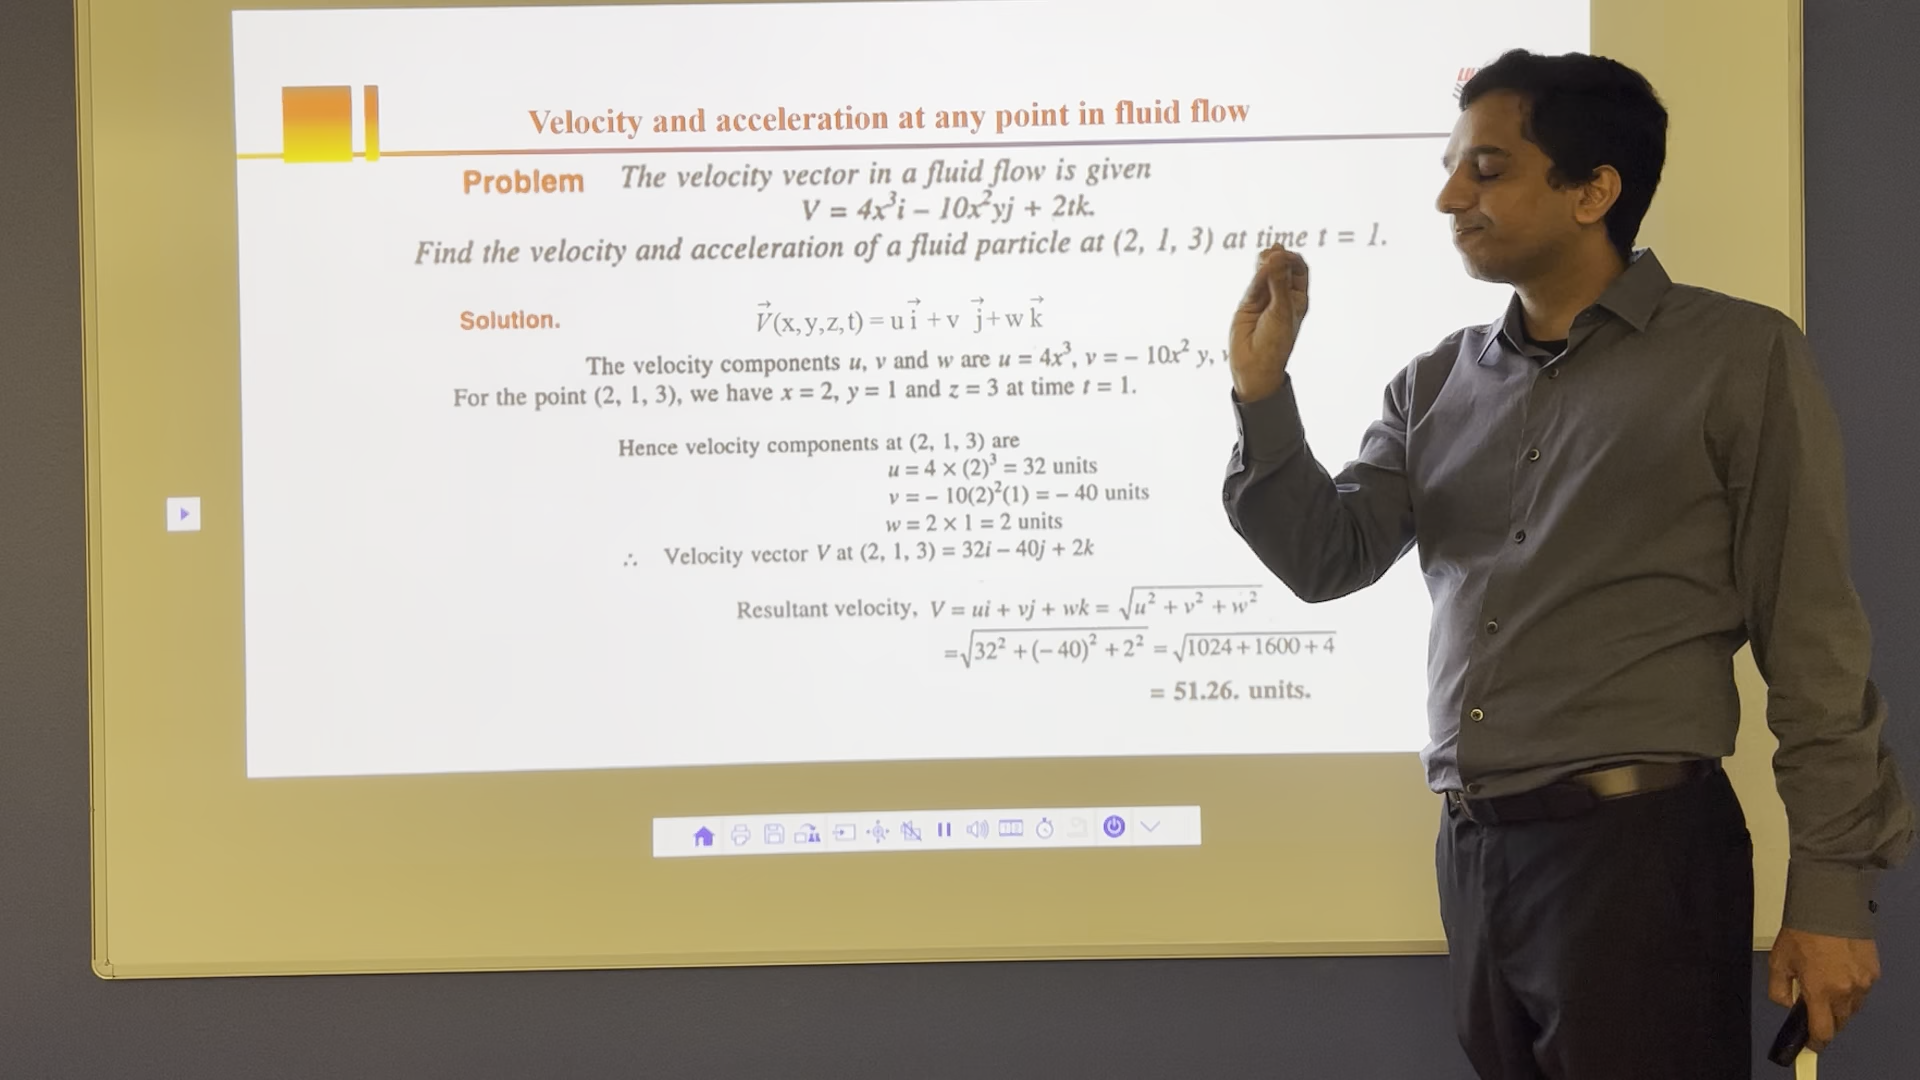 Velocity and acceleration at any point in fluid flow
Problem The velocity vector in a fluid flow is given
V = 4x³i – 10x²yj + 2tk.
Find the velocity and acceleration of a fluid particle at (2, 1, 3) at time t = 1.
Solution. V⃗(x,y,z,t) = u i⃗ + v j⃗ + w k⃗
The velocity components u, v and w are u = 4x³, v = – 10x² y,
For the point (2, 1, 3), we have x = 2, y = 1 and z = 3 at time t = 1.
Hence velocity components at (2, 1, 3) are
u = 4 × (2)³ = 32 units
v = – 10(2)²(1) = – 40 units
w = 2 × 1 = 2 units
∴ Velocity vector V at (2, 1, 3) = 32i – 40j + 2k
Resultant velocity, V = ui + vj + wk = √(u² + v² + w²)
= √(32² + (– 40)² + 2²) = √(1024 + 1600 + 4)
= 51.26. units.